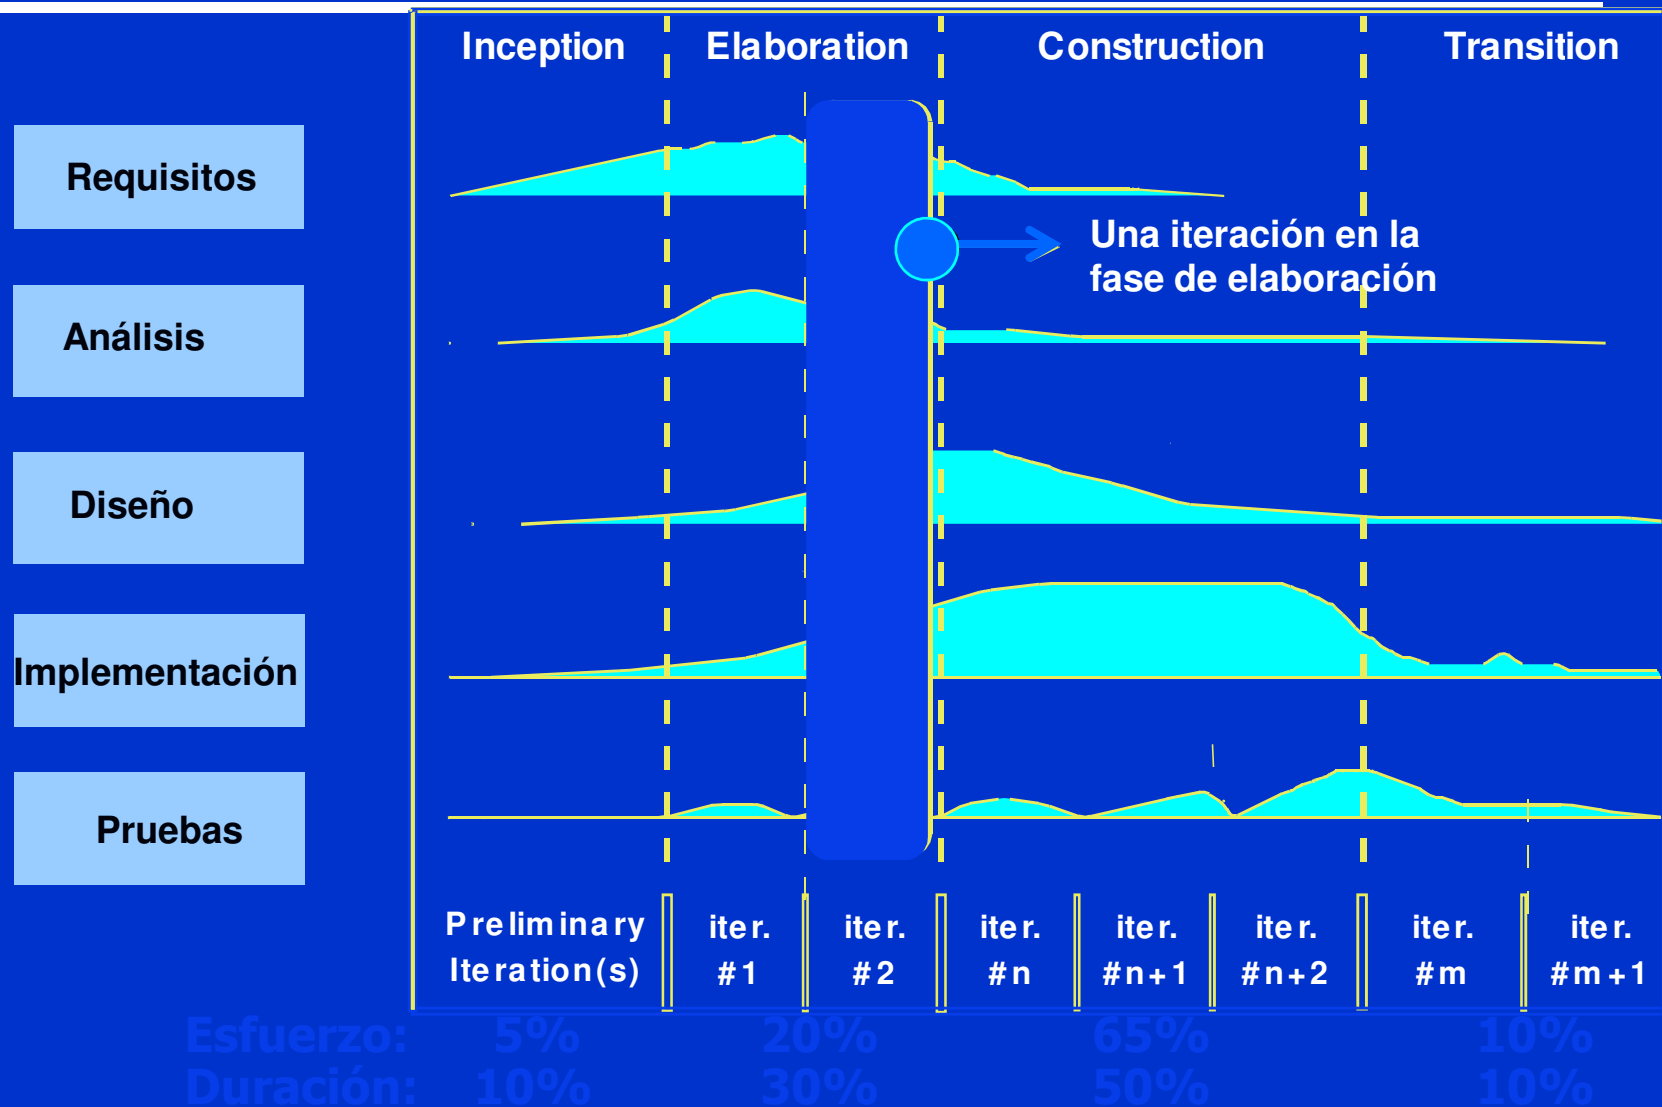 Inception Elaboration Construction Transition
Requisitos
Una iteración en la
fase de elaboración
Análisis
Diseño
Implementación
Pruebas
Preliminary iter. iter. iter. iter. iter. iter. iter.
Iteration(s) #1 #2 #n #n+1 #n+2 #m #m+1
Esfuerzo: 5% 20% 65% 10%
Duración: 10% 30% 50% 10%